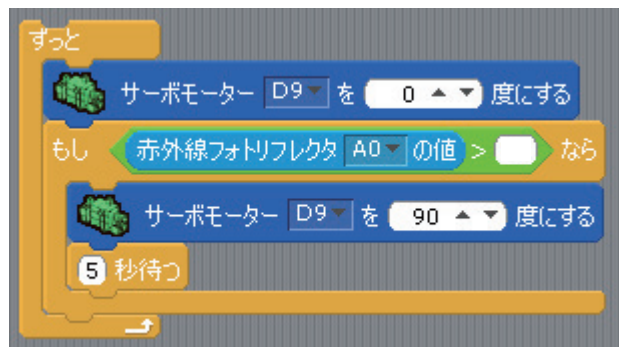 ずっと
サーボモーター D9 を 0 度にする
もし 赤外線フォトリフレクタ A0 の値 > なら
サーボモーター D9 を 90 度にする
5 秒待つ